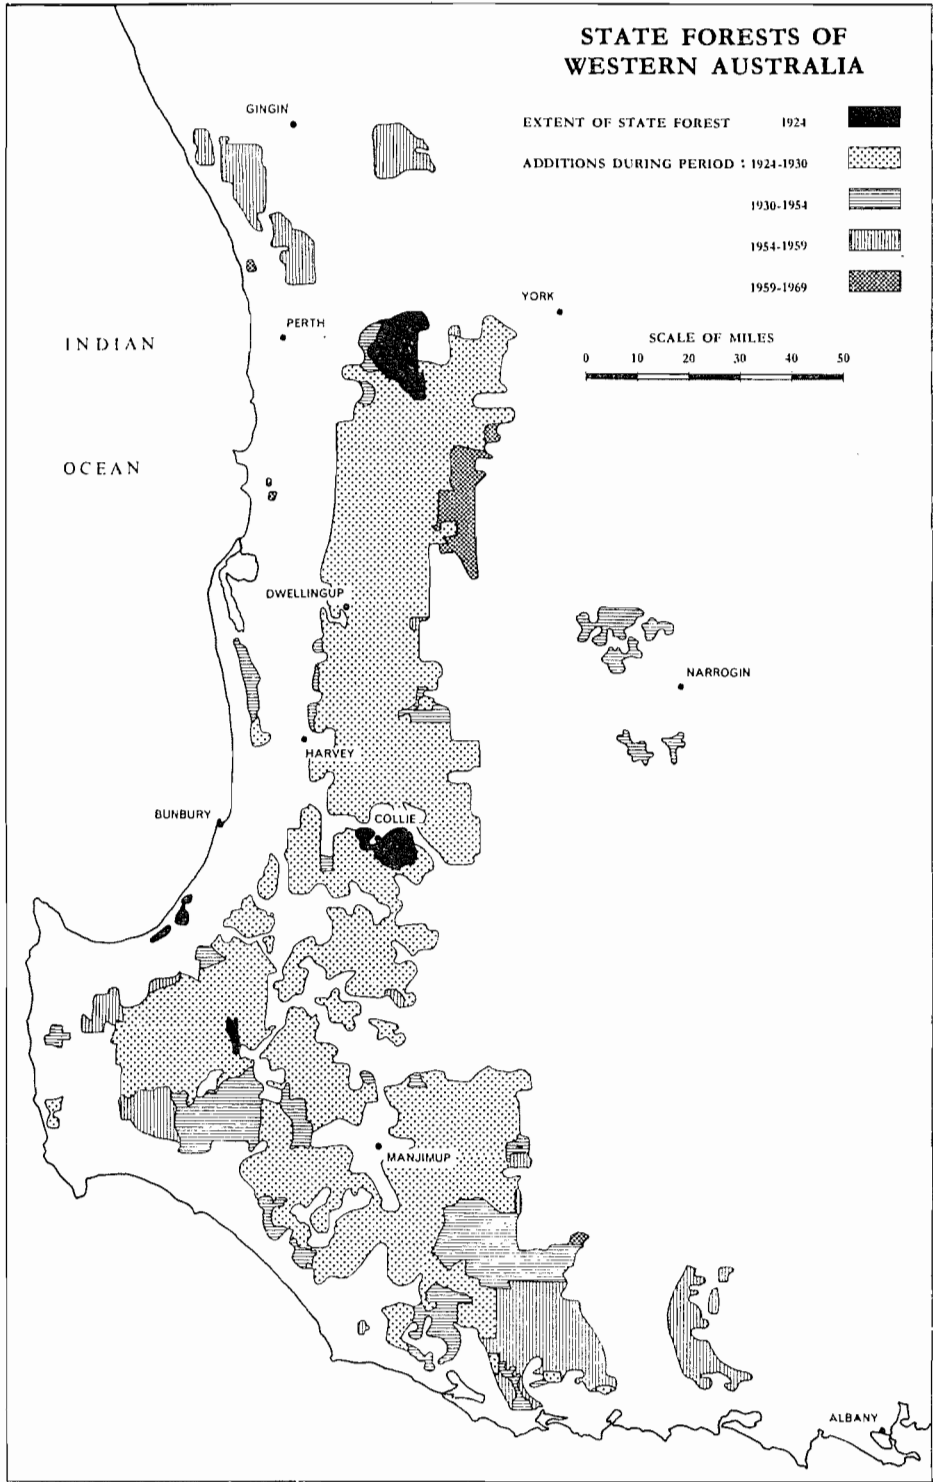 STATE FORESTS OF
WESTERN AUSTRALIA
EXTENT OF STATE FOREST 1924
ADDITIONS DURING PERIOD : 1924-1930
1930-1954
1954-1959
1959-1969
SCALE OF MILES
0 10 20 30 40 50
GINGIN
YORK
PERTH
INDIAN
OCEAN
DWELLINGUP
NARROGIN
HARVEY
BUNBURY
COLLIE
MANJIMUP
ALBANY